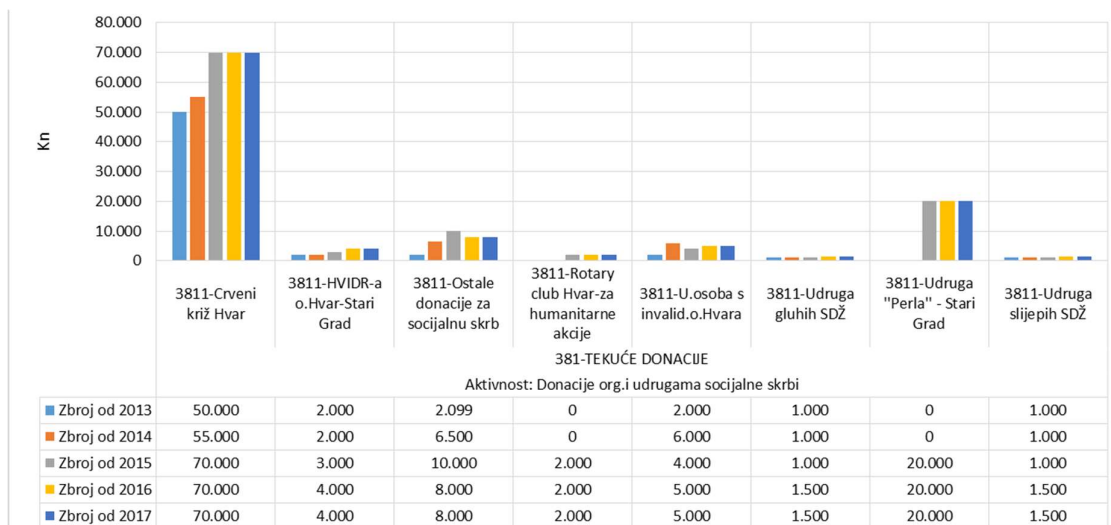 80.000
70.000
60.000
50.000
40.000
30.000
20.000
10.000
0
Kn
3811-Crveni
križ Hvar
3811-HVIDR-a
o.Hvar-Stari
Grad
3811-Ostale
donacije za
socijalnu skrb
3811-Rotary
club Hvar-za
humanitarne
akcije
3811-U.osoba s
invalid.o.Hvara
3811-Udruga
gluhih SDŽ
3811-Udruga
"Perla" - Stari
Grad
3811-Udruga
slijepih SDŽ
381-TEKUĆE DONACIJE
Aktivnost: Donacije org.i udrugama socijalne skrbi
Zbroj od 2013 50.000 2.000 2.099 0 2.000 1.000 0 1.000
Zbroj od 2014 55.000 2.000 6.500 0 6.000 1.000 0 1.000
Zbroj od 2015 70.000 3.000 10.000 2.000 4.000 1.000 20.000 1.000
Zbroj od 2016 70.000 4.000 8.000 2.000 5.000 1.500 20.000 1.500
Zbroj od 2017 70.000 4.000 8.000 2.000 5.000 1.500 20.000 1.500